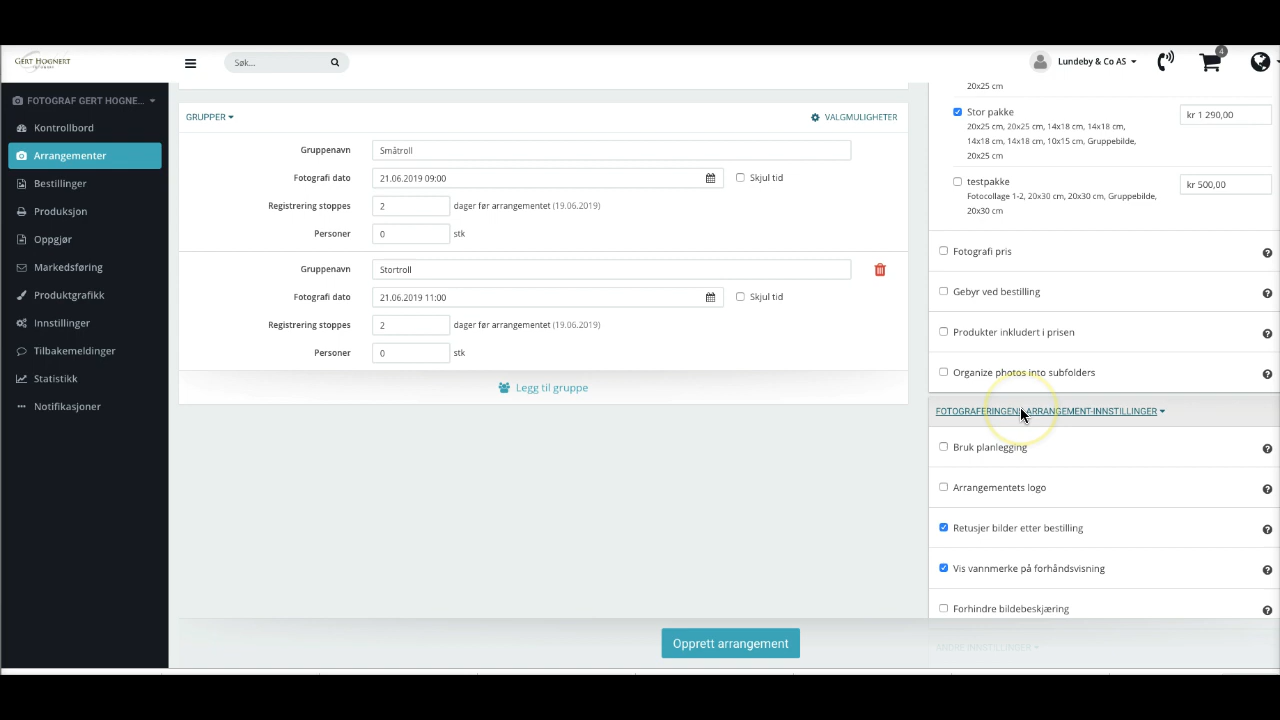 GERT HOGNERT
Søk...
Lundeby & Co AS
4
FOTOGRAF GERT HOGNE...
Kontrollbord
Arrangementer
Bestillinger
Produksjon
Oppgjør
Markedsføring
Produktgrafikk
Innstillinger
Tilbakemeldinger
Statistikk
Notifikasjoner
GRUPPER
VALGMULIGHETER
Gruppenavn
Småtroll
Fotografi dato
21.06.2019 09:00
Skjul tid
Registrering stoppes
2
dager før arrangementet (19.06.2019)
Personer
0
stk
Gruppenavn
Stortroll
Fotografi dato
21.06.2019 11:00
Skjul tid
Registrering stoppes
2
dager før arrangementet (19.06.2019)
Personer
0
stk
Legg til gruppe
Opprett arrangement
20x25 cm
Stor pakke
kr 1 290,00
20x25 cm, 20x25 cm, 14x18 cm, 14x18 cm,
14x18 cm, 14x18 cm, 10x15 cm, Gruppebilde,
20x25 cm
testpakke
kr 500,00
Fotocollage 1-2, 20x30 cm, 20x30 cm, Gruppebilde,
20x30 cm
Fotografi pris
Gebyr ved bestilling
Produkter inkludert i prisen
Organize photos into subfolders
FOTOGRAFERINGENS ARRANGEMENT-INNSTILLINGER
Bruk planlegging
Arrangementets logo
Retusjer bilder etter bestilling
Vis vannmerke på forhåndsvisning
Forhindre bildebeskjæring
ANDRE INNSTILLINGER